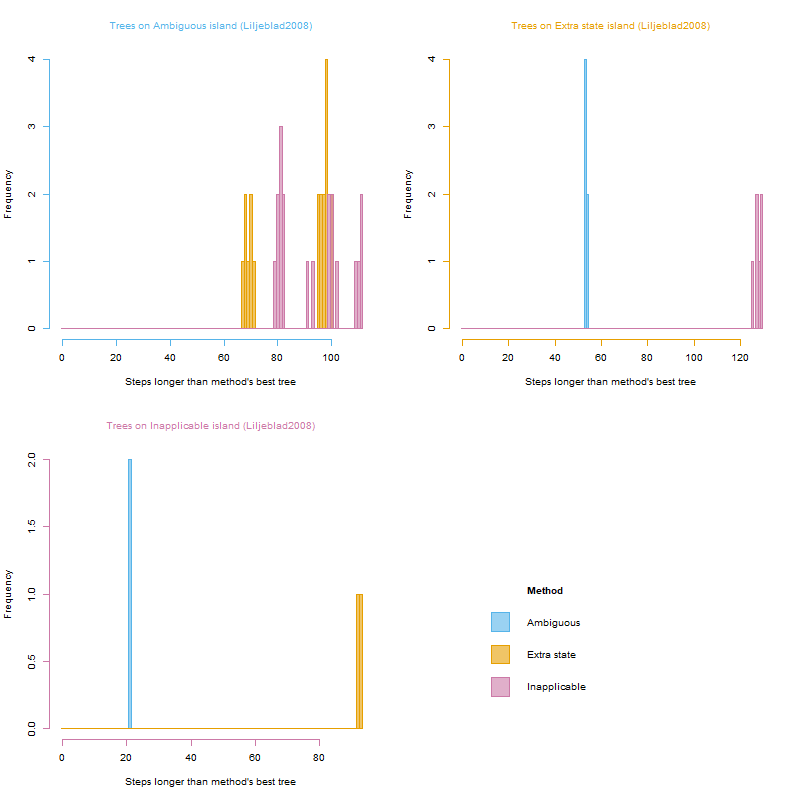 Trees on Ambiguous island (Liljeblad2008)
Frequency
4
3
2
1
0
0 20 40 60 80 100
Steps longer than method's best tree
Trees on Extra state island (Liljeblad2008)
Frequency
4
3
2
1
0
0 20 40 60 80 100 120
Steps longer than method's best tree
Trees on Inapplicable island (Liljeblad2008)
Frequency
2.0
1.5
1.0
0.5
0.0
0 20 40 60 80
Steps longer than method's best tree
Method
Ambiguous
Extra state
Inapplicable